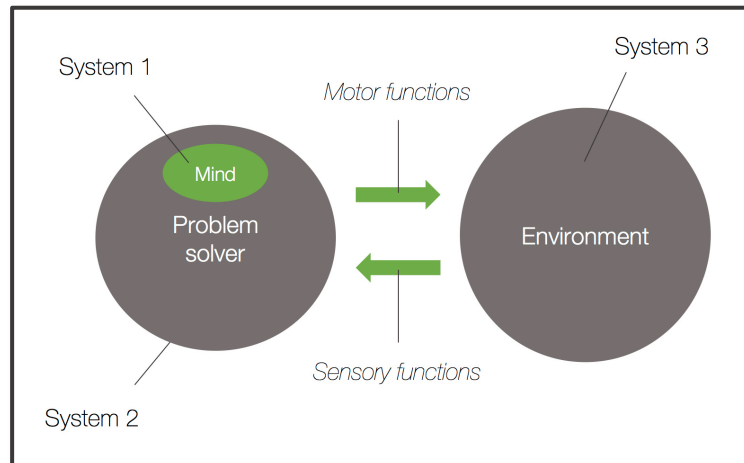 System 1
System 3
Motor functions
Mind
Problem
solver
Environment
Sensory functions
System 2